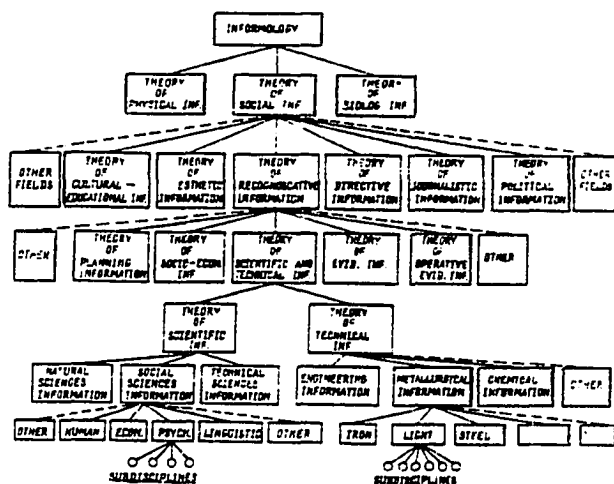 INFORMOLOGY
THEORY
OF
PHYSICAL INF.
THEORY
OF
SOCIAL INF.
THEORY
OF
BIOLOG INF.
OTHER
FIELDS
THEORY
OF
CULTURAL —
EDUCATIONAL INF.
THEORY
OF
ESTHETIC
INFORMATION
THEORY
OF
RECOGNOSCATIVE
INFORMATION
THEORY
OF
DIRECTIVE
INFORMATION
THEORY
OF
JOURNALISTIC
INFORMATION
THEORY
OF
POLITICAL
INFORMATION
OTHER
FIELDS
OTHER
THEORY
OF
PLANNING
INFORMATION
THEORY
OF
SOCIO-ECON.
INF.
THEORY
OF
SCIENTIFIC AND
TECHNICAL INF.
THEORY
OF
EVID. INF.
THEORY
OF
OPERATIVE
EVID. INF.
OTHER
THEORY
OF
SCIENTIFIC
INF.
THEORY
OF
TECHNICAL
INF.
NATURAL
SCIENCES
INFORMATION
SOCIAL
SCIENCES
INFORMATION
TECHNICAL
SCIENCES
INFORMATION
ENGINEERING
INFORMATION
METALLURGICAL
INFORMATION
CHEMICAL
INFORMATION
OTHER
OTHER
HUMAN
ECON.
PSYCH.
LINGUISTIC
OTHER
IRON
LIGHT
STEEL
SUBDISCIPLINES
SUBDISCIPLINES